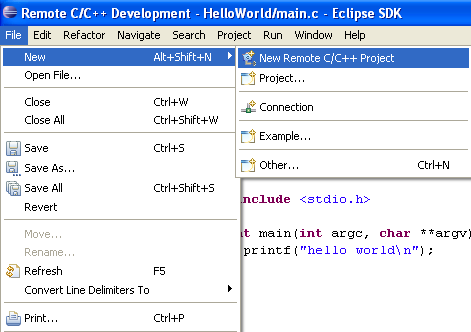 Remote C/C++ Development - HelloWorld/main.c - Eclipse SDK
File Edit Refactor Navigate Search Project Run Window Help
New Alt+Shift+N
Open File...
Close Ctrl+W
Close All Ctrl+Shift+W
Save Ctrl+S
Save As...
Save All Ctrl+Shift+S
Revert
Move...
Rename...
Refresh F5
Convert Line Delimiters To
Print... Ctrl+P
New Remote C/C++ Project
Project...
Connection
Example...
Other... Ctrl+N
include <stdio.h>
nt main(int argc, char **argv)
printf("hello world\n");